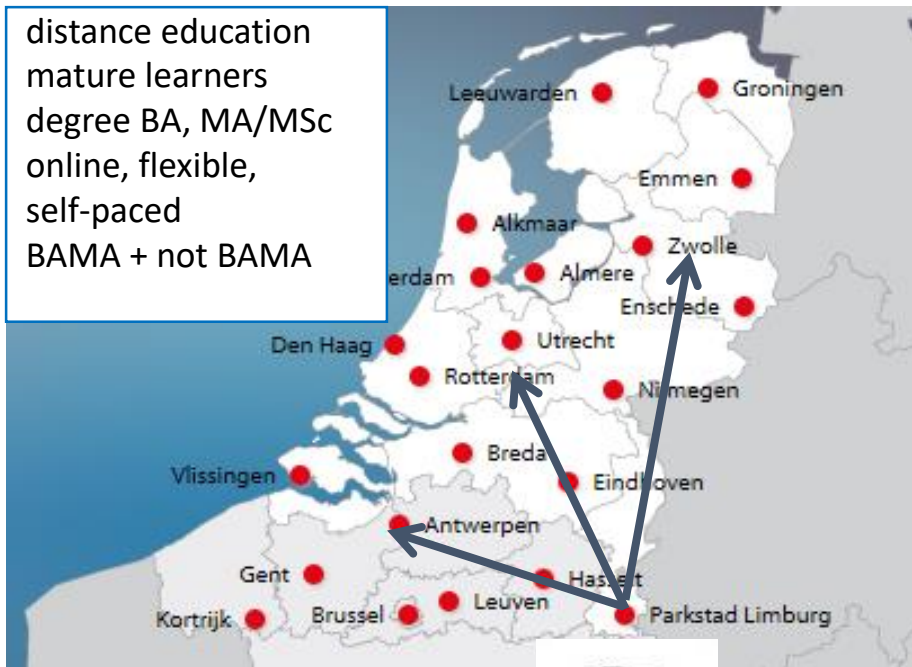 distance education
mature learners
degree BA, MA/MSc
online, flexible,
self-paced
BAMA + not BAMA
Leeuwarden
Groningen
Emmen
Alkmaar
Zwolle
erdam
Almere
Enschede
Den Haag
Utrecht
Rotterdam
Nijmegen
Breda
Vlissingen
Eindhoven
Antwerpen
Gent
Hasselt
Leuven
Kortrijk
Brussel
Parkstad Limburg